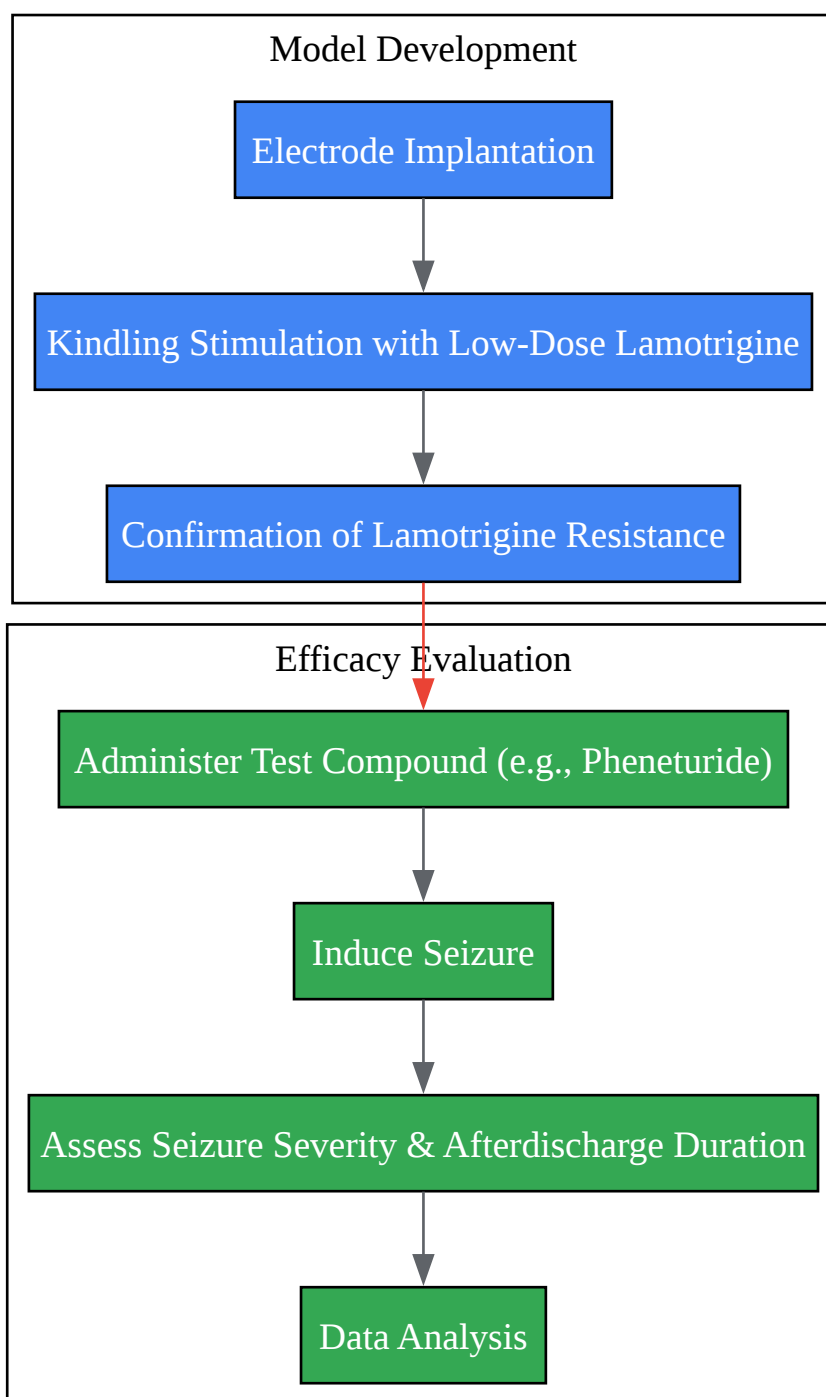 Model Development
Electrode Implantation
Kindling Stimulation with Low-Dose Lamotrigine
Confirmation of Lamotrigine Resistance
Efficacy Evaluation
Administer Test Compound (e.g., Pheneturide)
Induce Seizure
Assess Seizure Severity & Afterdischarge Duration
Data Analysis